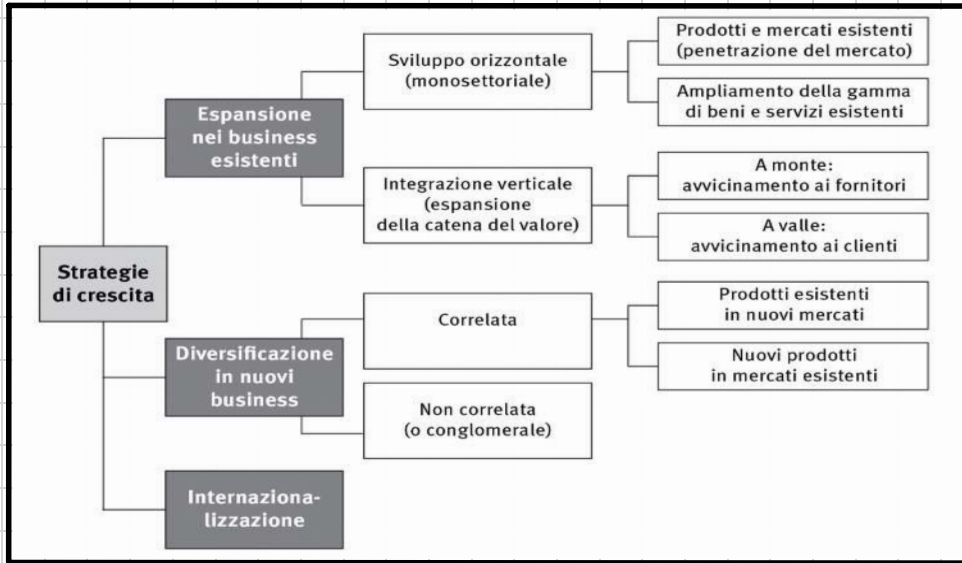 Strategie
di crescita
Espansione
nei business
esistenti
Sviluppo orizzontale
(monosettoriale)
Prodotti e mercati esistenti
(penetrazione del mercato)
Ampliamento della gamma
di beni e servizi esistenti
Integrazione verticale
(espansione
della catena del valore)
A monte:
avvicinamento ai fornitori
A valle:
avvicinamento ai clienti
Diversificazione
in nuovi
business
Correlata
Prodotti esistenti
in nuovi mercati
Nuovi prodotti
in mercati esistenti
Non correlata
(o conglomerale)
Internaziona-
lizzazione